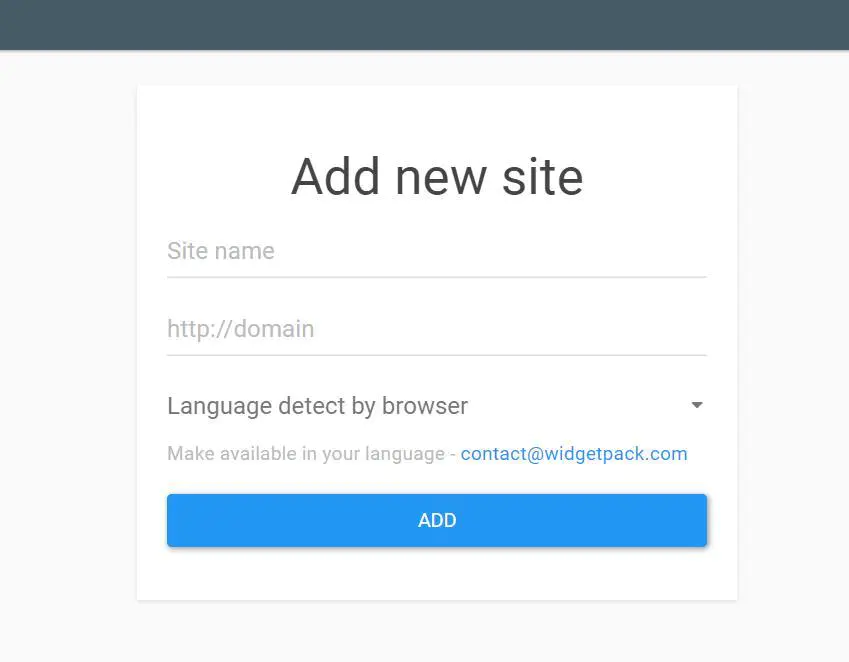 Add new site
Site name
http://domain
Language detect by browser
Make available in your language - contact@widgetpack.com
ADD